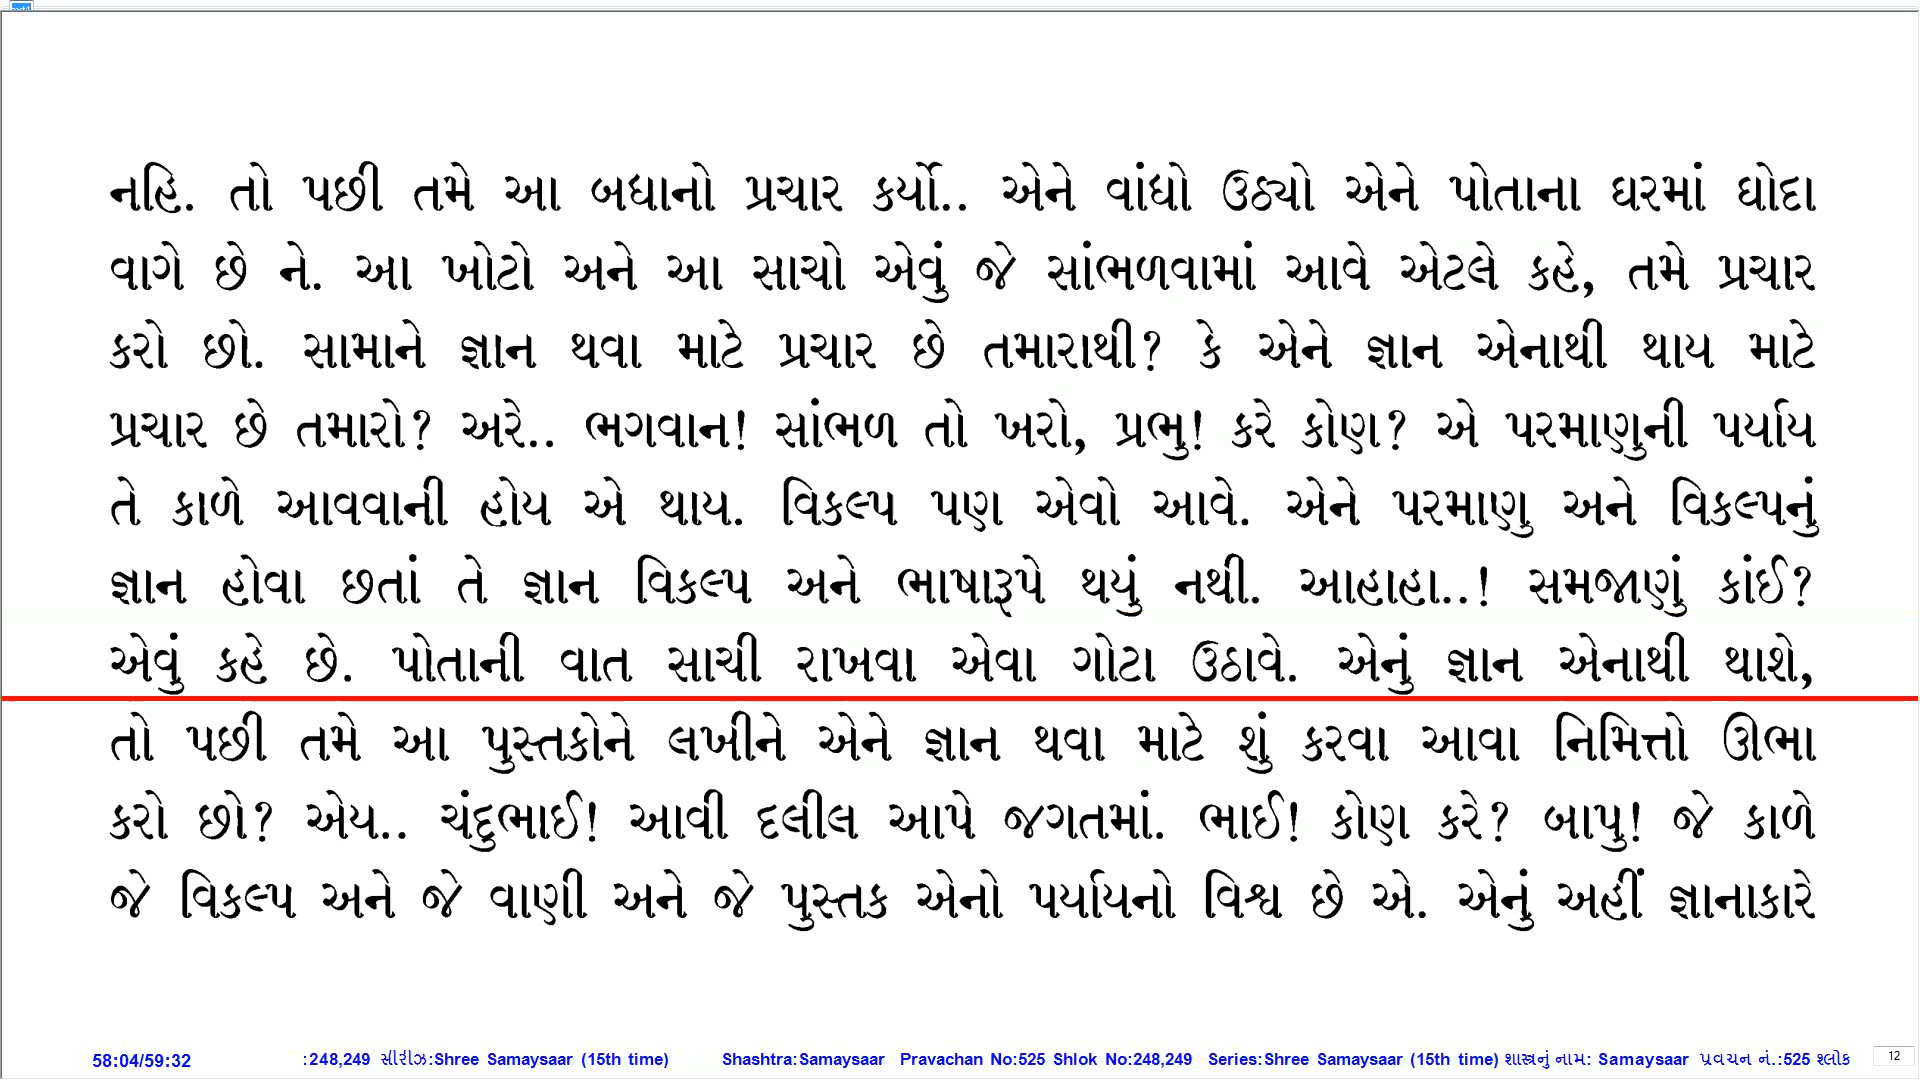 નહિ. તો પછી તમે આ બધાનો પ્રચાર કર્યો.. એને વાંધો ઉઠ્યો એને પોતાના ઘરમાં ઘોદા
વાગે છે ને. આ ખોટો અને આ સાચો એવું જે સાંભળવામાં આવે એટલે કહે, તમે પ્રચાર
કરો છો. સામાને જ્ઞાન થવા માટે પ્રચાર છે તમારાથી? કે એને જ્ઞાન એનાથી થાય માટે
પ્રચાર છે તમારો? અરે.. ભગવાન! સાંભળ તો ખરો, પ્રભુ! કરે કોણ? એ પરમાણુની પર્યાય
તે કાળે આવવાની હોય એ થાય. વિકલ્પ પણ એવો આવે. એને પરમાણુ અને વિકલ્પનું
જ્ઞાન હોવા છતાં તે જ્ઞાન વિકલ્પ અને ભાષારૂપે થયું નથી. આહાહા..! સમજાણું કાંઈ?
એવું કહે છે. પોતાની વાત સાચી રાખવા એવા ગોટા ઉઠાવે. એનું જ્ઞાન એનાથી થાશે,
તો પછી તમે આ પુસ્તકોને લખીને એને જ્ઞાન થવા માટે શું કરવા આવા નિમિત્તો ઊભા
કરો છો? એય.. ચંદુભાઈ! આવી દલીલ આપે જગતમાં. ભાઈ! કોણ કરે? બાપુ! જે કાળે
જે વિકલ્પ અને જે વાણી અને જે પુસ્તક એનો પર્યાયનો વિશ્વ છે એ. એનું અહીં જ્ઞાનાકારે
58:04/59:32 :248,249 સીરીઝ:Shree Samaysaar (15th time) Shashtra:Samaysaar Pravachan No:525 Shlok No:248,249 Series:Shree Samaysaar (15th time) શાસ્ત્રનું નામ: Samaysaar પ્રવચન નં.:525 શ્લોક 12